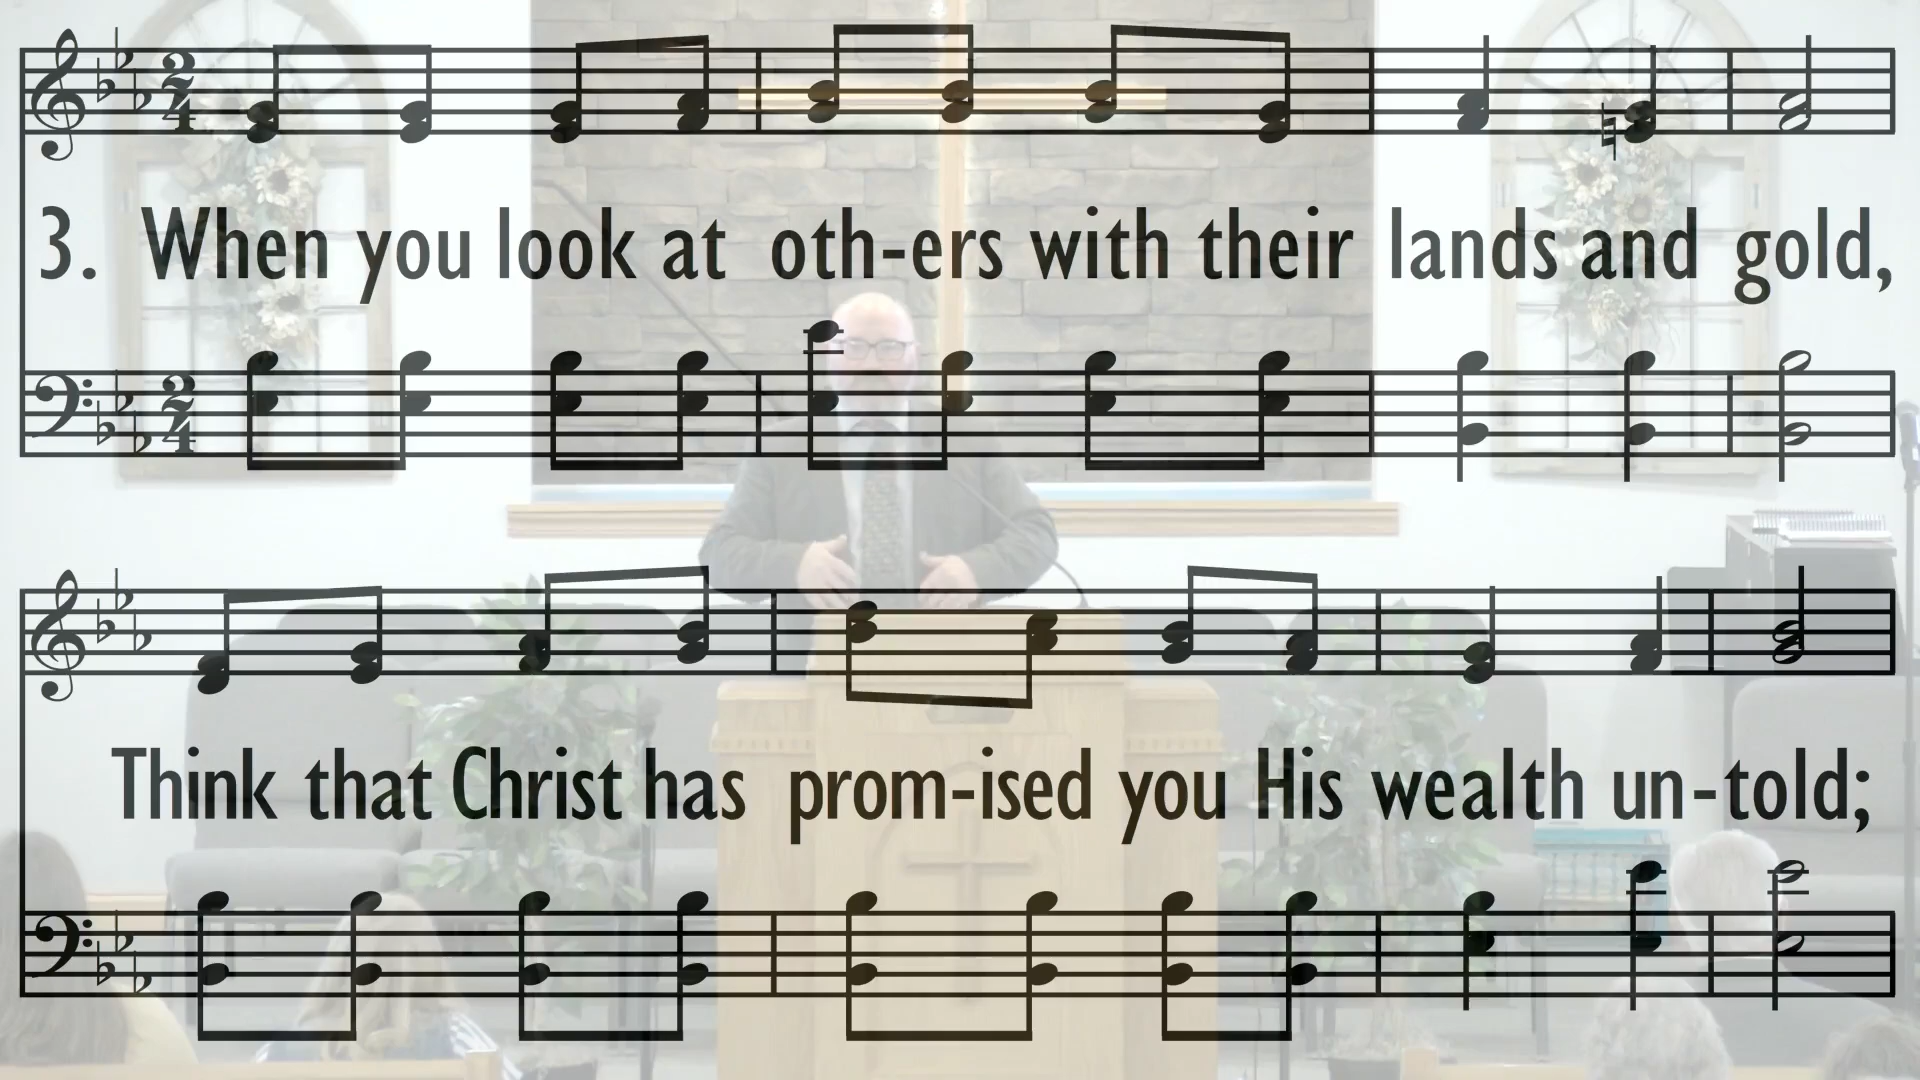 3. When you look at oth-ers with their lands and gold,
Think that Christ has prom-ised you His wealth un-told;